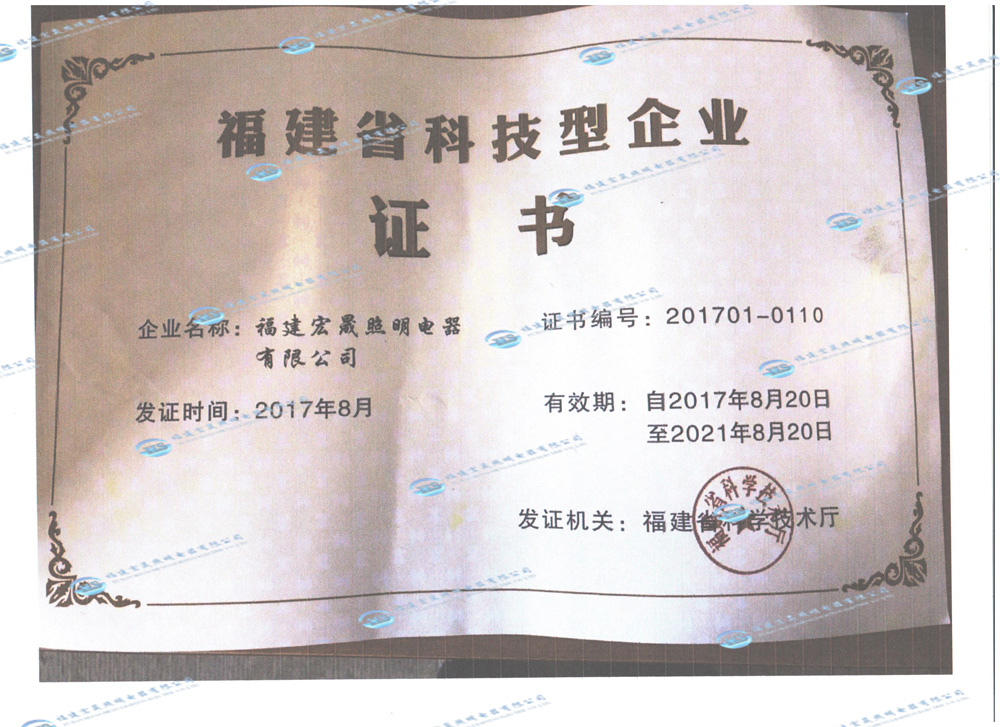 福建省科技型企业
证 书
企业名称：福建宏晟照明电器
有限公司
证书编号：201701-0110
发证时间：2017年8月
有效期：自2017年8月20日
至2021年8月20日
发证机关：福建省科学技术厅